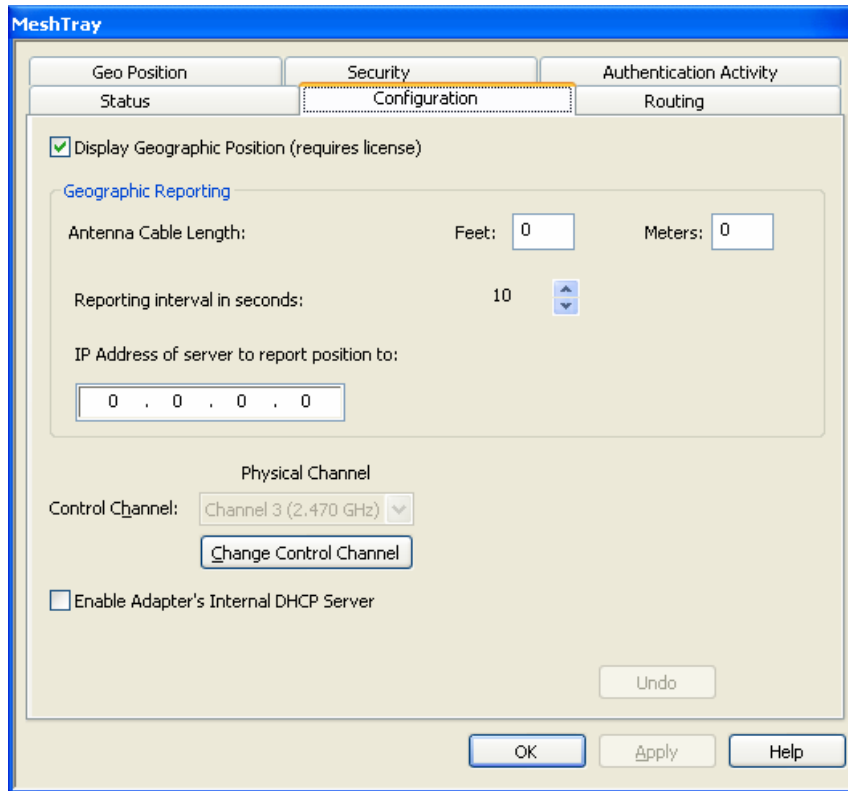 MeshTray
Geo Position Security Authentication Activity
Status Configuration Routing
Display Geographic Position (requires license)
Geographic Reporting
Antenna Cable Length: Feet: 0 Meters: 0
Reporting interval in seconds: 10
IP Address of server to report position to:
0 . 0 . 0 . 0
Physical Channel
Control Channel: Channel 3 (2.470 GHz)
Change Control Channel
Enable Adapter's Internal DHCP Server
Undo
OK Apply Help